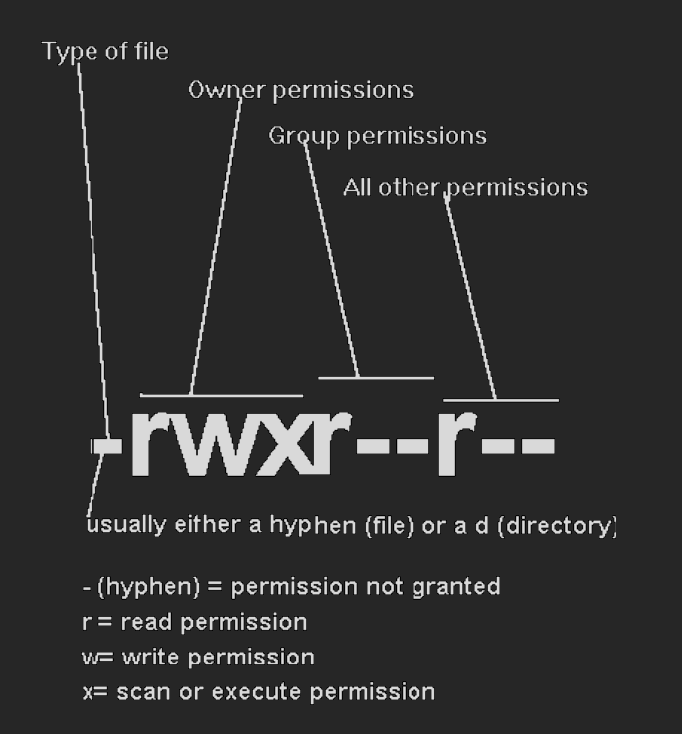 Type of file
Owner permissions
Group permissions
All other permissions
-rwxr--r--
usually either a hyphen (file) or a d (directory)
- (hyphen) = permission not granted
r = read permission
w= write permission
x= scan or execute permission